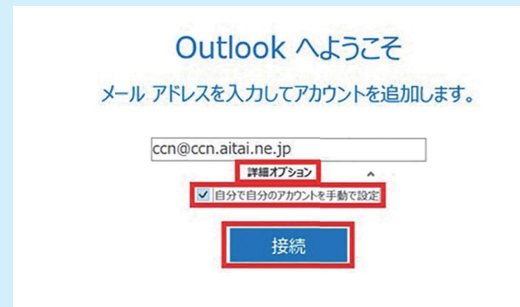 Outlook へようこそ
メール アドレスを入力してアカウントを追加します。
ccn@ccn.aitai.ne.jp
詳細オプション
自分で自分のアカウントを手動で設定
接続